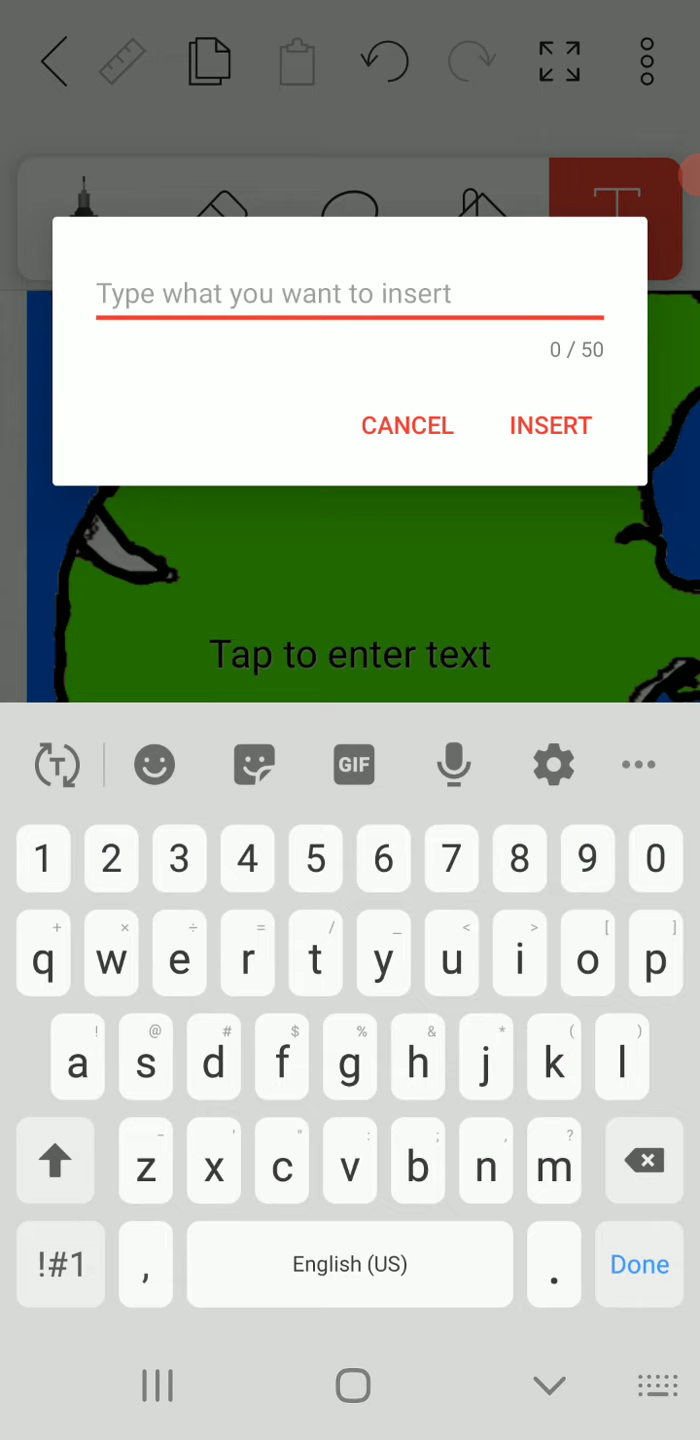 T
Type what you want to insert
0 / 50
CANCEL INSERT
Tap to enter text
T GIF
1 2 3 4 5 6 7 8 9 0
+ × ÷ = / _ < > [ ]
q w e r t y u i o p
! @ # $ % & * ( )
a s d f g h j k l
- ' " : ; , ?
z x c v b n m
!#1 , English (US) . Done